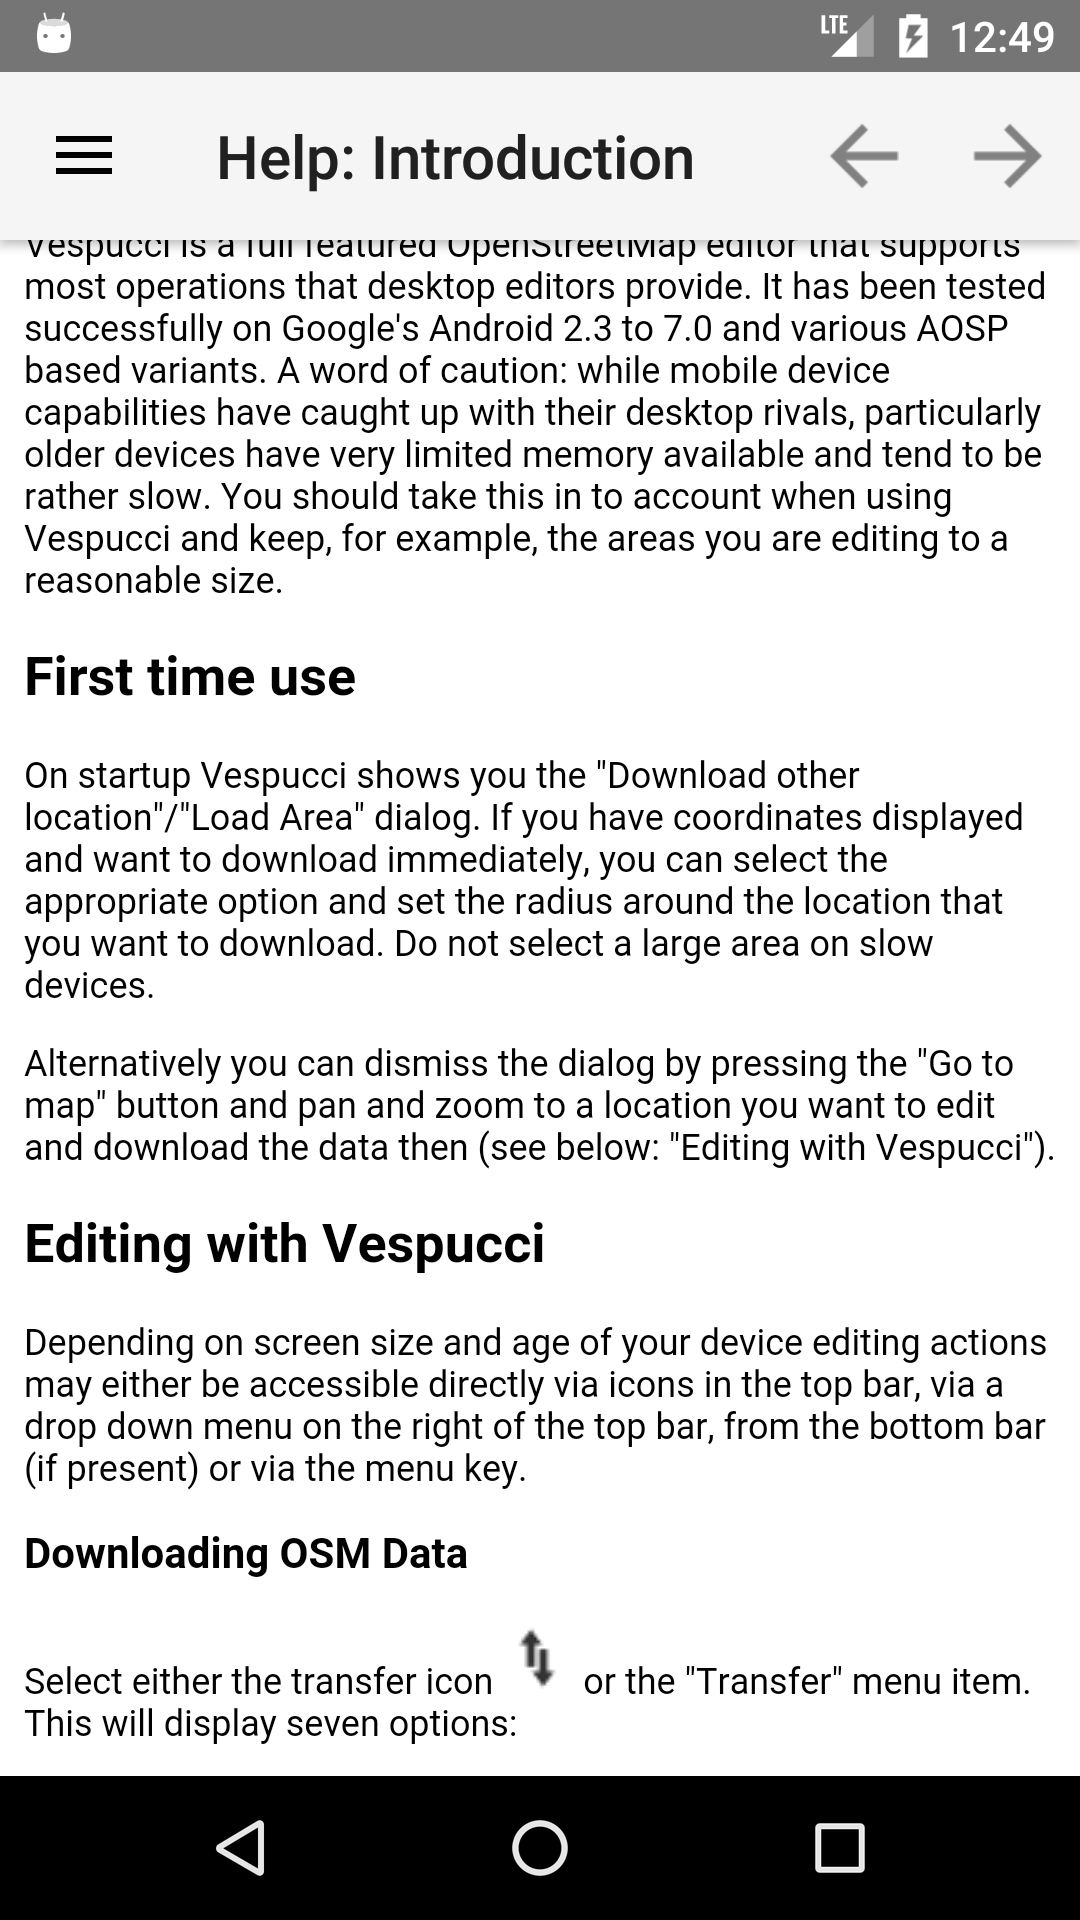 LTE 12:49
Help: Introduction
Vespucci is a full featured OpenStreetMap editor that supports
most operations that desktop editors provide. It has been tested
successfully on Google's Android 2.3 to 7.0 and various AOSP
based variants. A word of caution: while mobile device
capabilities have caught up with their desktop rivals, particularly
older devices have very limited memory available and tend to be
rather slow. You should take this in to account when using
Vespucci and keep, for example, the areas you are editing to a
reasonable size.
First time use
On startup Vespucci shows you the "Download other
location"/"Load Area" dialog. If you have coordinates displayed
and want to download immediately, you can select the
appropriate option and set the radius around the location that
you want to download. Do not select a large area on slow
devices.
Alternatively you can dismiss the dialog by pressing the "Go to
map" button and pan and zoom to a location you want to edit
and download the data then (see below: "Editing with Vespucci").
Editing with Vespucci
Depending on screen size and age of your device editing actions
may either be accessible directly via icons in the top bar, via a
drop down menu on the right of the top bar, from the bottom bar
(if present) or via the menu key.
Downloading OSM Data
Select either the transfer icon or the "Transfer" menu item.
This will display seven options: